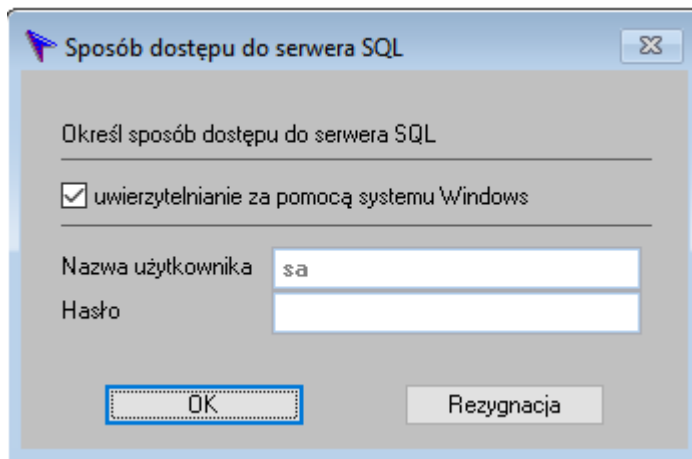 Sposób dostępu do serwera SQL
Określ sposób dostępu do serwera SQL
uwierzytelnianie za pomocą systemu Windows
Nazwa użytkownika sa
Hasło
OK Rezygnacja